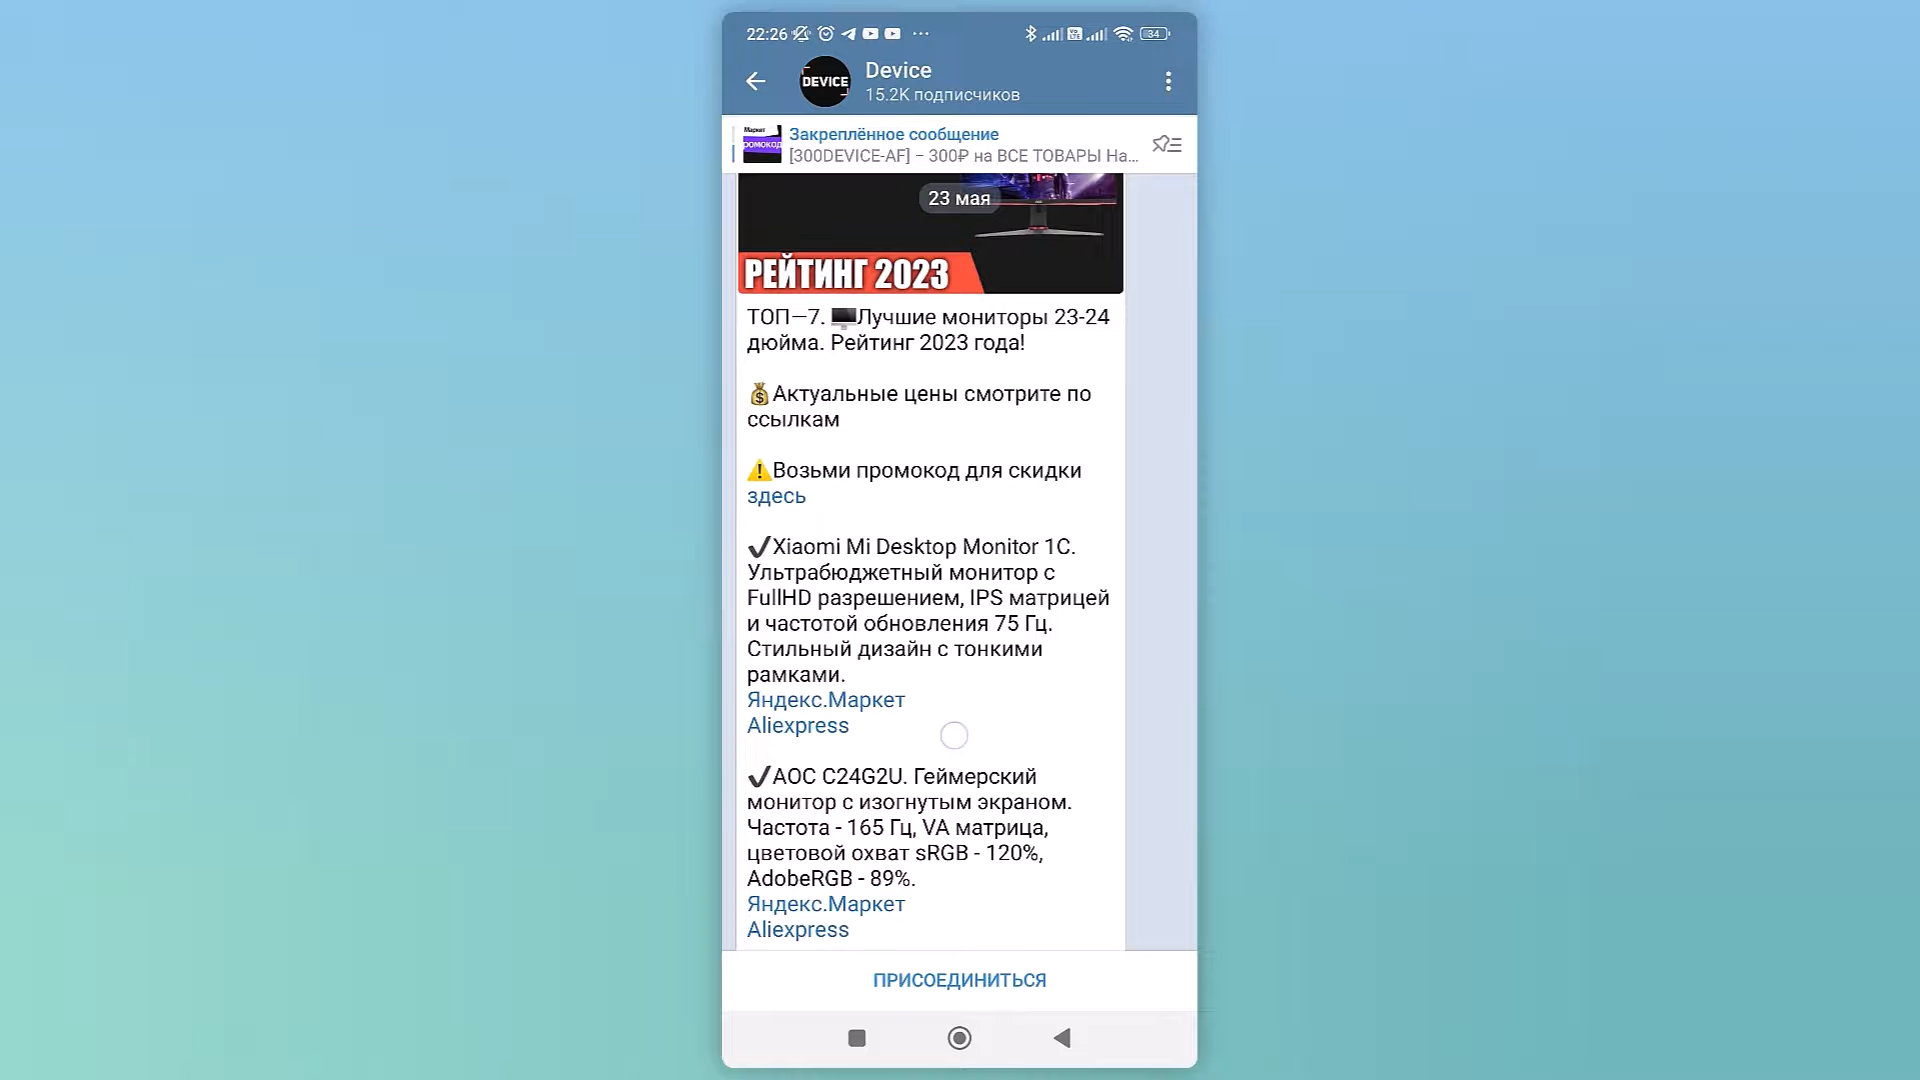 22:26
34
DEVICE
Device
15.2K подписчиков
Маркет
РОМОКОД
Закреплённое сообщение
[300DEVICE-AF] – 300₽ на ВСЕ ТОВАРЫ На...
23 мая
РЕЙТИНГ 2023
ТОП—7. Лучшие мониторы 23-24
дюйма. Рейтинг 2023 года!
Актуальные цены смотрите по
ссылкам
Возьми промокод для скидки
здесь
✔Xiaomi Mi Desktop Monitor 1C.
Ультрабюджетный монитор с
FullHD разрешением, IPS матрицей
и частотой обновления 75 Гц.
Стильный дизайн с тонкими
рамками.
Яндекс.Маркет
Aliexpress
✔AOC C24G2U. Геймерский
монитор с изогнутым экраном.
Частота - 165 Гц, VA матрица,
цветовой охват sRGB - 120%,
AdobeRGB - 89%.
Яндекс.Маркет
Aliexpress
ПРИСОЕДИНИТЬСЯ